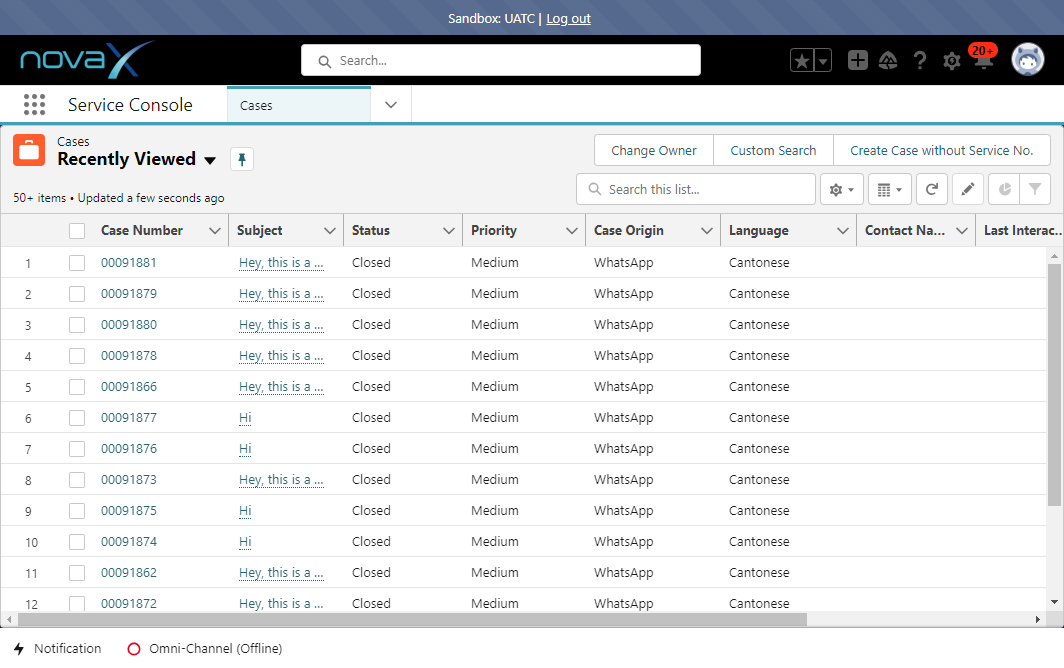 Sandbox: UATC | Log out
novaX
Search...
20+
Service Console
Cases
Cases
Recently Viewed
Change Owner
Custom Search
Create Case without Service No.
50+ items • Updated a few seconds ago
Search this list...
Case Number Subject Status Priority Case Origin Language Contact Na... Last Interac...
1 00091881 Hey, this is a ... Closed Medium WhatsApp Cantonese
2 00091879 Hey, this is a ... Closed Medium WhatsApp Cantonese
3 00091880 Hey, this is a ... Closed Medium WhatsApp Cantonese
4 00091878 Hey, this is a ... Closed Medium WhatsApp Cantonese
5 00091866 Hey, this is a ... Closed Medium WhatsApp Cantonese
6 00091877 Hi Closed Medium WhatsApp Cantonese
7 00091876 Hi Closed Medium WhatsApp Cantonese
8 00091873 Hey, this is a ... Closed Medium WhatsApp Cantonese
9 00091875 Hi Closed Medium WhatsApp Cantonese
10 00091874 Hi Closed Medium WhatsApp Cantonese
11 00091862 Hey, this is a ... Closed Medium WhatsApp Cantonese
12 00091872 Hey, this is a ... Closed Medium WhatsApp Cantonese
Notification
Omni-Channel (Offline)